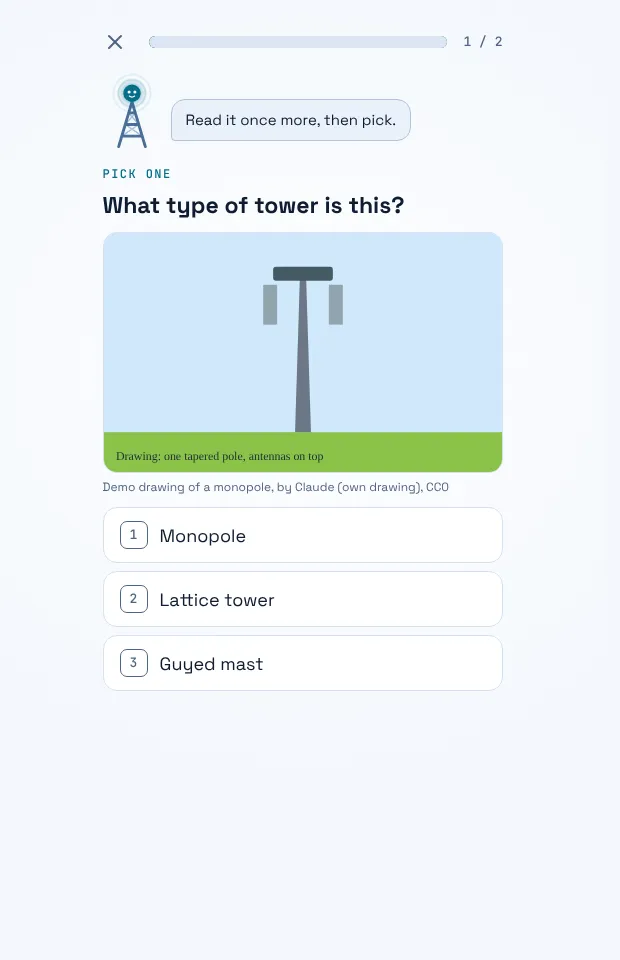 1 / 2
Read it once more, then pick.
PICK ONE
What type of tower is this?
Drawing: one tapered pole, antennas on top
Demo drawing of a monopole, by Claude (own drawing), CC0
1 Monopole
2 Lattice tower
3 Guyed mast